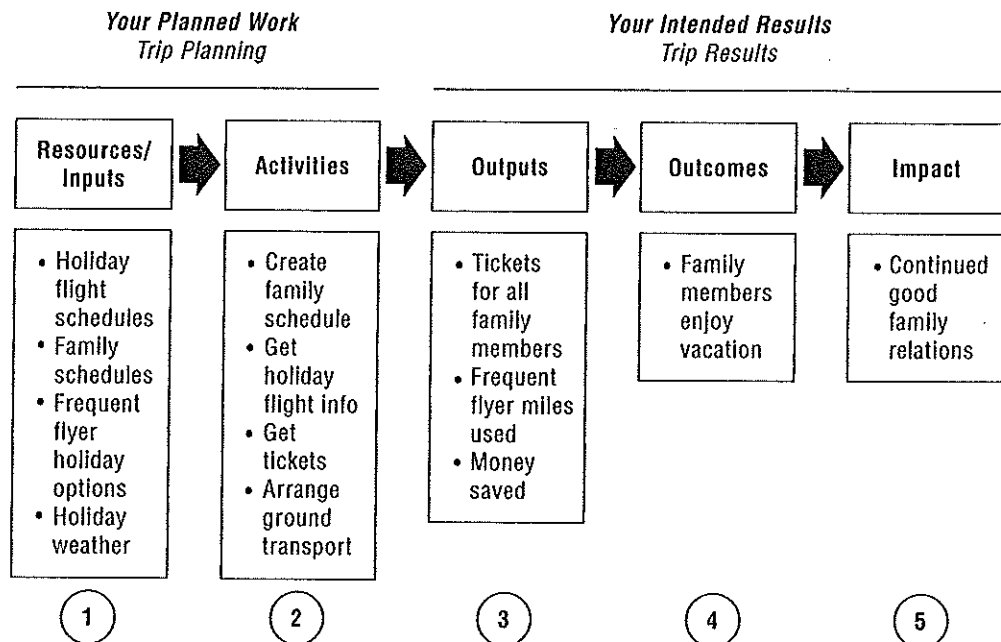 Your Planned Work
Trip Planning
Your Intended Results
Trip Results
Resources/
Inputs
Activities
Outputs
Outcomes
Impact
• Holiday
flight
schedules
• Family
schedules
• Frequent
flyer
holiday
options
• Holiday
weather
• Create
family
schedule
• Get
holiday
flight info
• Get
tickets
• Arrange
ground
transport
• Tickets
for all
family
members
• Frequent
flyer miles
used
• Money
saved
• Family
members
enjoy
vacation
• Continued
good
family
relations
1
2
3
4
5